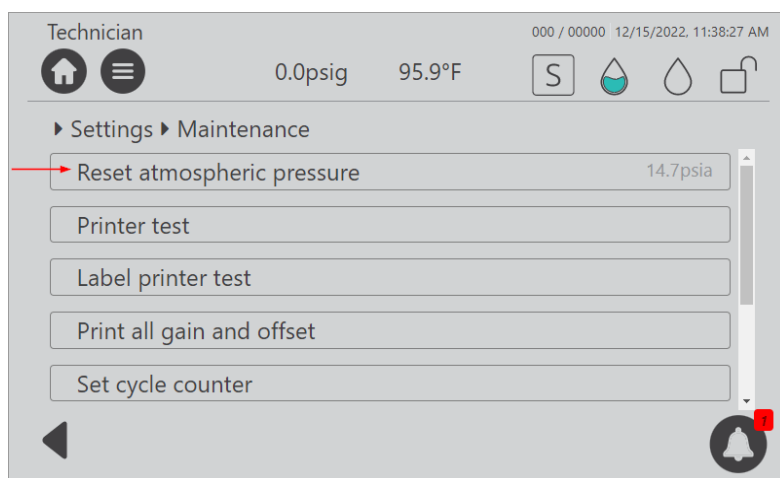 Technician
000 / 00000 12/15/2022, 11:38:27 AM
0.0psig 95.9°F S
Settings Maintenance
Reset atmospheric pressure 14.7psia
Printer test
Label printer test
Print all gain and offset
Set cycle counter
1